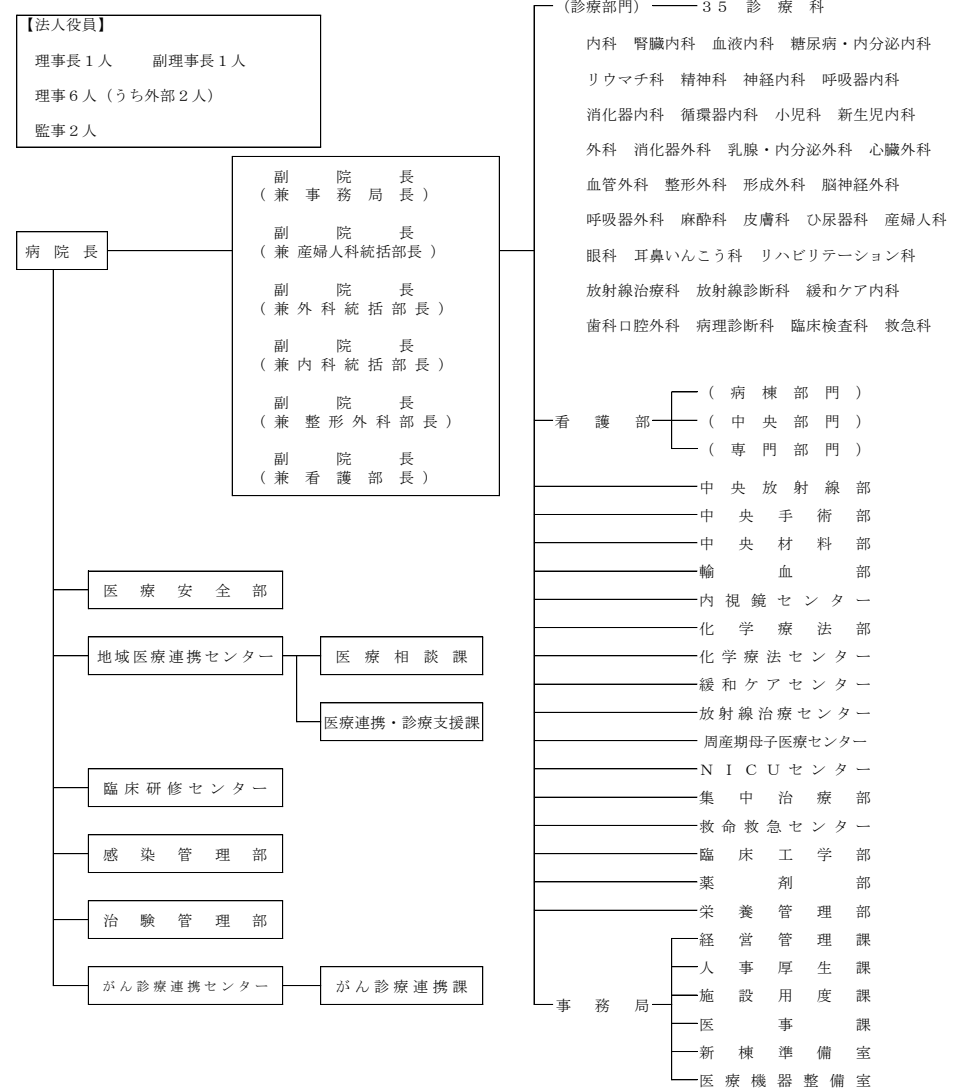 【法人役員】
理事長1人 副理事長1人
理事6人（うち外部2人）
監事2人
病院長
副院長
（兼事務局長）
副院長
（兼産婦人科統括部長）
副院長
（兼外科統括部長）
副院長
（兼内科統括部長）
副院長
（兼整形外科部長）
副院長
（兼看護部長）
医療安全部
地域医療連携センター
医療相談課
医療連携・診療支援課
臨床研修センター
感染管理部
治験管理部
がん診療連携センター
がん診療連携課
（診療部門） 35診療科
内科 腎臓内科 血液内科 糖尿病・内分泌内科
リウマチ科 精神科 神経内科 呼吸器内科
消化器内科 循環器内科 小児科 新生児内科
外科 消化器外科 乳腺・内分泌外科 心臓外科
血管外科 整形外科 形成外科 脳神経外科
呼吸器外科 麻酔科 皮膚科 ひ尿器科 産婦人科
眼科 耳鼻いんこう科 リハビリテーション科
放射線治療科 放射線診断科 緩和ケア内科
歯科口腔外科 病理診断科 臨床検査科 救急科
看護部
（病棟部門）
（中央部門）
（専門部門）
中央放射線部
中央手術部
中央材料部
輸血部
内視鏡センター
化学療法部
化学療法センター
緩和ケアセンター
放射線治療センター
周産期母子医療センター
NICUセンター
集中治療部
救命救急センター
臨床工学部
薬剤部
栄養管理部
事務局
経営管理課
人事厚生課
施設用度課
医事課
新棟準備室
医療機器整備室